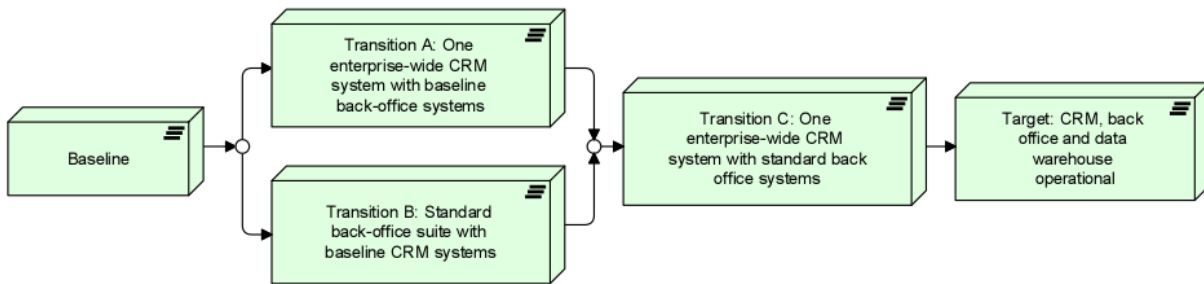 Baseline
Transition A: One
enterprise-wide CRM
system with baseline
back-office systems
Transition B: Standard
back-office suite with
baseline CRM systems
Transition C: One
enterprise-wide CRM
system with standard back
office systems
Target: CRM, back
office and data
warehouse
operational